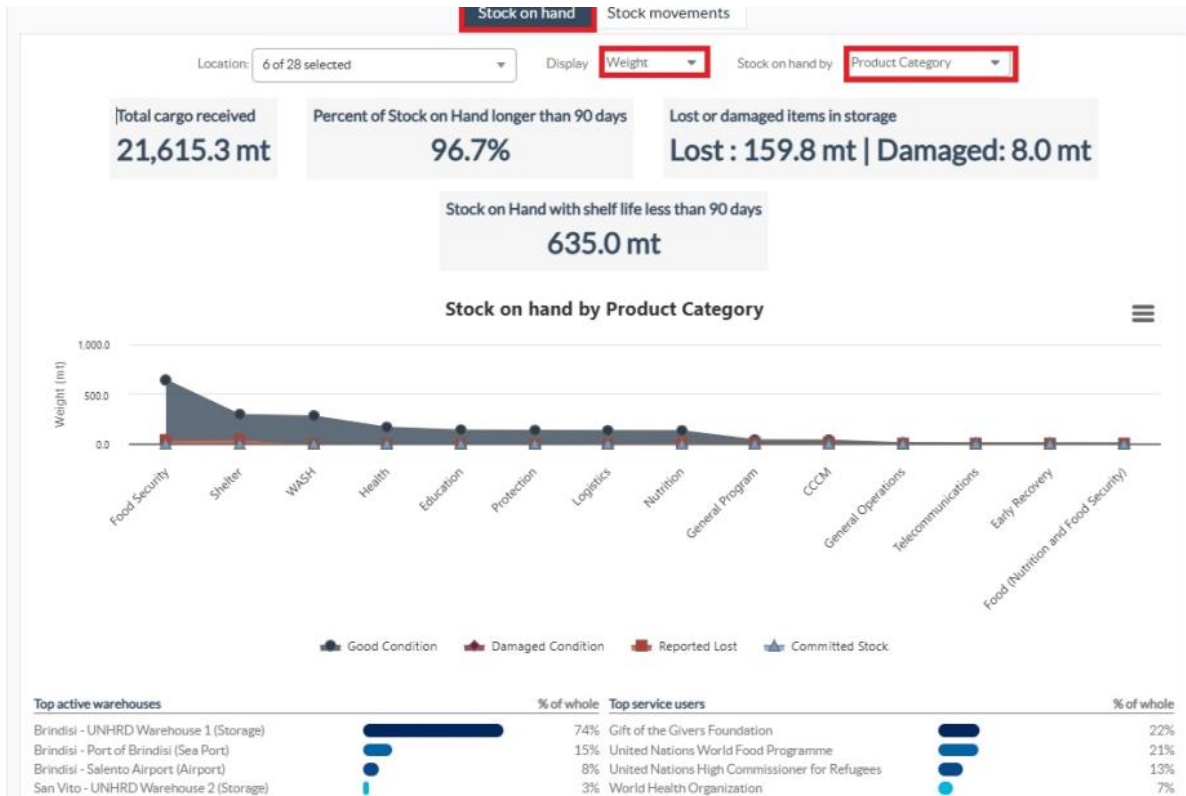 Stock on hand Stock movements
Location: 6 of 28 selected Display Weight Stock on hand by Product Category
Total cargo received
21,615.3 mt
Percent of Stock on Hand longer than 90 days
96.7%
Lost or damaged items in storage
Lost : 159.8 mt | Damaged: 8.0 mt
Stock on Hand with shelf life less than 90 days
635.0 mt
Stock on hand by Product Category
Weight (mt)
1,000.0
500.0
0.0
Food Security
Shelter
WASH
Health
Education
Protection
Logistics
Nutrition
General Program
CCCM
General Operations
Telecommunications
Early Recovery
Food (Nutrition and Food Security)
Good Condition Damaged Condition Reported Lost Committed Stock
Top active warehouses % of whole
Brindisi - UNHRD Warehouse 1 (Storage) 74%
Brindisi - Port of Brindisi (Sea Port) 15%
Brindisi - Salento Airport (Airport) 8%
San Vito - UNHRD Warehouse 2 (Storage) 3%
Top service users % of whole
Gift of the Givers Foundation 22%
United Nations World Food Programme 21%
United Nations High Commissioner for Refugees 13%
World Health Organization 7%